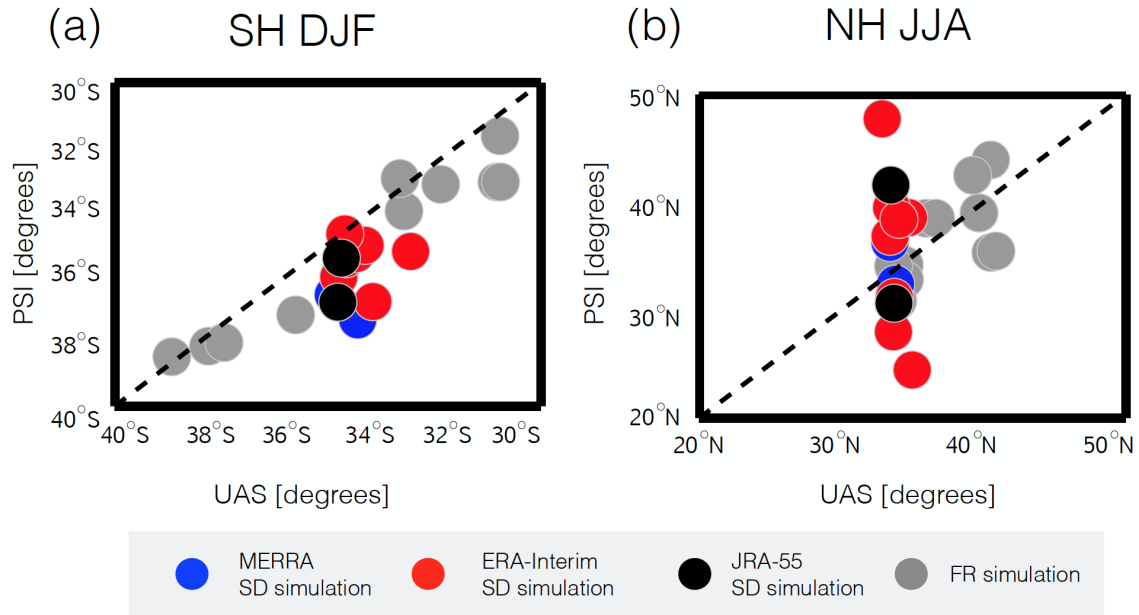 (a) SH DJF
30°S
32°S
34°S
36°S
38°S
40°S
PSI [degrees]
40°S 38°S 36°S 34°S 32°S 30°S
UAS [degrees]
(b) NH JJA
50°N
40°N
30°N
20°N
PSI [degrees]
20°N 30°N 40°N 50°N
UAS [degrees]
MERRA
SD simulation
ERA-Interim
SD simulation
JRA-55
SD simulation
FR simulation